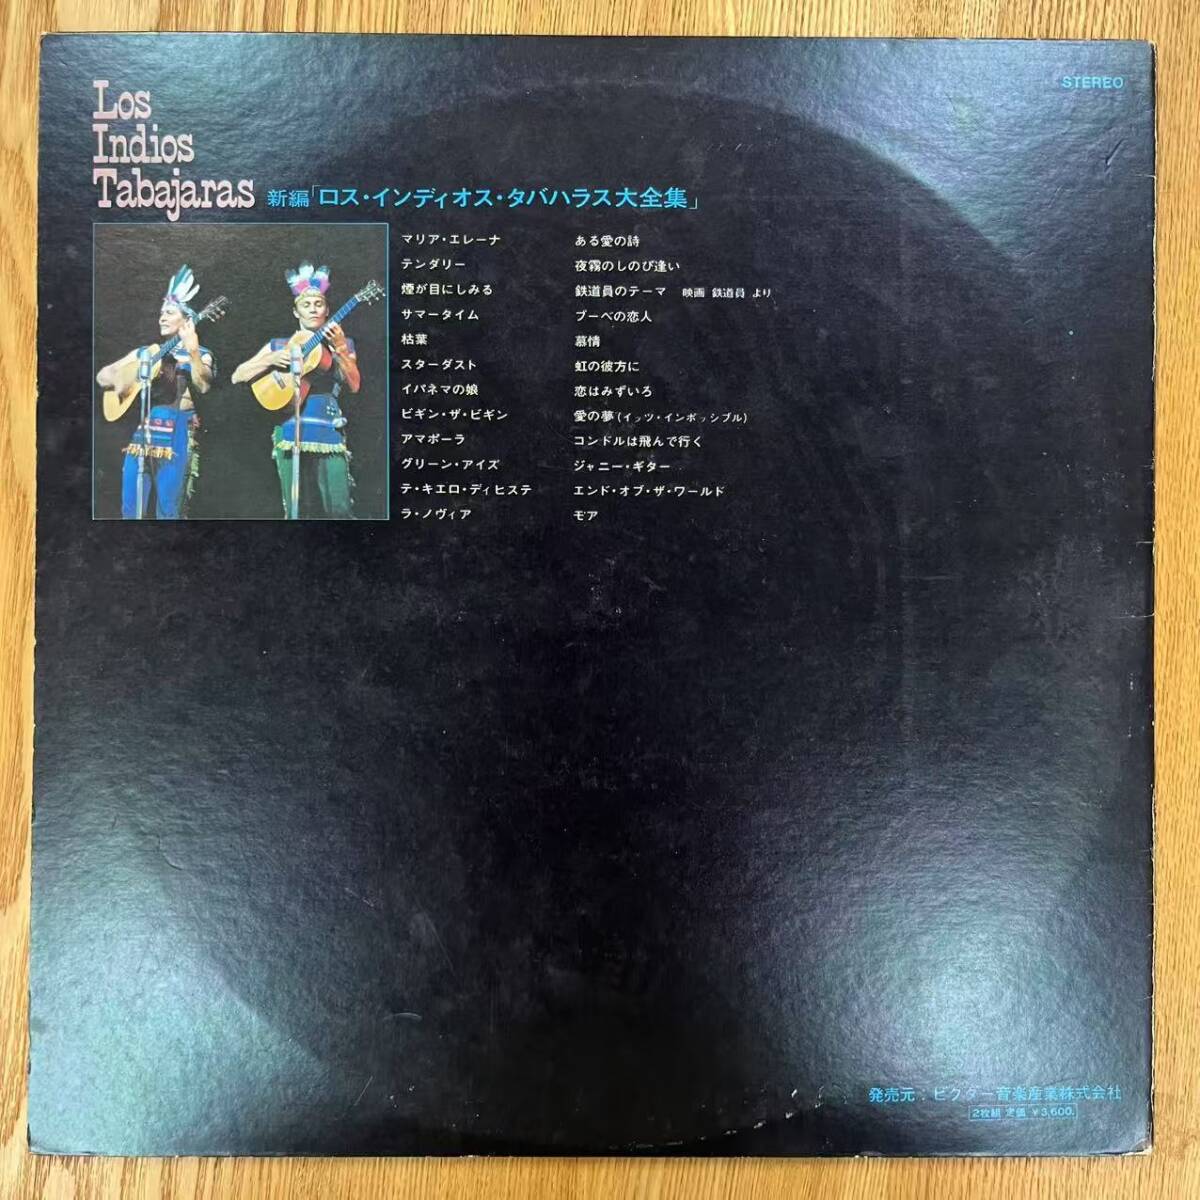 STEREO
Los
Indios
Tabajaras
新編「ロス・インディオス・タバハラス大全集」
マリア・エレーナ
テンダリー
煙が目にしみる
サマータイム
枯葉
スターダスト
イパネマの娘
ビギン・ザ・ビギン
アマポーラ
グリーン・アイズ
テ・キエロ・ディヒステ
ラ・ノヴィア
ある愛の詩
夜霧のしのび逢い
鉄道員のテーマ 映画 鉄道員 より
ブーベの恋人
慕情
虹の彼方に
恋はみずいろ
愛の夢(イッツ・インポッシブル)
コンドルは飛んで行く
ジャニー・ギター
エンド・オブ・ザ・ワールド
モア
発売元:ビクター音楽産業株式会社
2枚組 定価 ¥3,600.